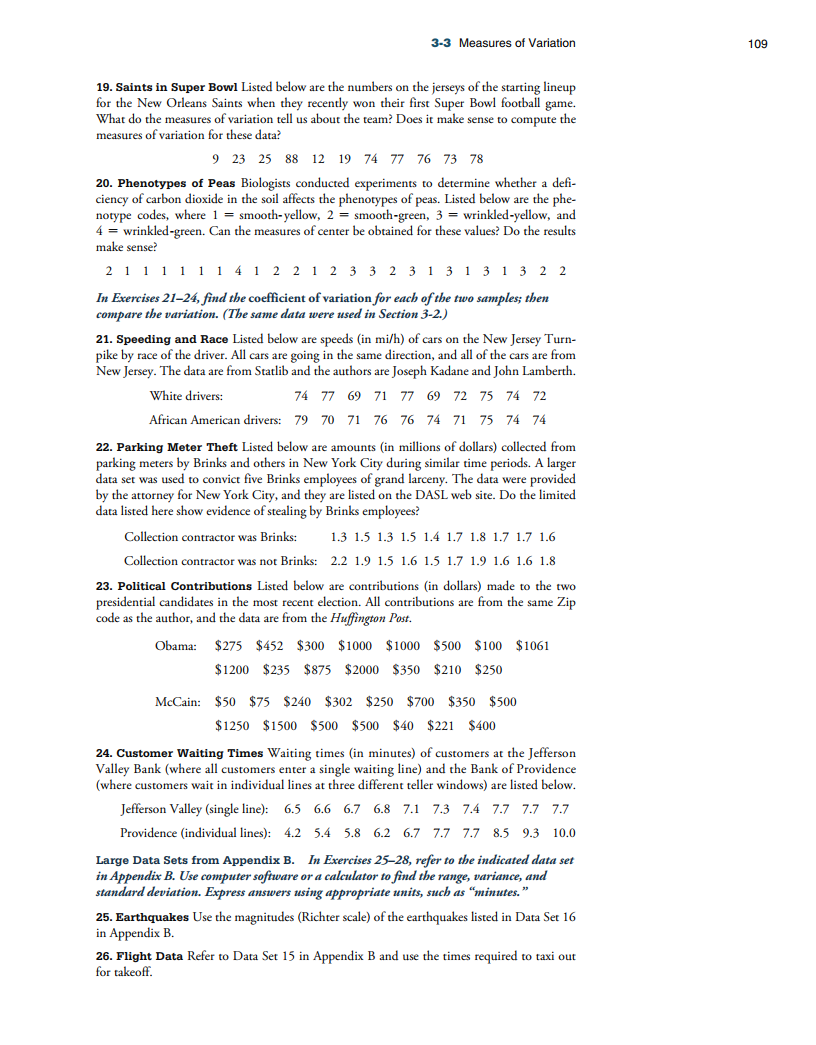 3-3 Measures of Variation 109
19. Saints in Super Bowl Listed below are the numbers on the jerseys of the starting lineup
for the New Orleans Saints when they recently won their first Super Bowl football game.
What do the measures of variation tell us about the team? Does it make sense to compute the
measures of variation for these data?
9 23 25 88 12 19 74 77 76 73 78
20. Phenotypes of Peas Biologists conducted experiments to determine whether a defi-
ciency of carbon dioxide in the soil affects the phenotypes of peas. Listed below are the phe-
notype codes, where 1 = smooth-yellow, 2 = smooth-green, 3 = wrinkled-yellow, and
4 = wrinkled-green. Can the measures of center be obtained for these values? Do the results
make sense?
2 1 1 1 1 1 1 4 1 2 2 1 2 3 3 2 3 1 3 1 3 1 3 2 2
In Exercises 21–24, find the coefficient of variation for each of the two samples; then
compare the variation. (The same data were used in Section 3-2.)
21. Speeding and Race Listed below are speeds (in mi/h) of cars on the New Jersey Turn-
pike by race of the driver. All cars are going in the same direction, and all of the cars are from
New Jersey. The data are from Statlib and the authors are Joseph Kadane and John Lamberth.
White drivers: 74 77 69 71 77 69 72 75 74 72
African American drivers: 79 70 71 76 76 74 71 75 74 74
22. Parking Meter Theft Listed below are amounts (in millions of dollars) collected from
parking meters by Brinks and others in New York City during similar time periods. A larger
data set was used to convict five Brinks employees of grand larceny. The data were provided
by the attorney for New York City, and they are listed on the DASL web site. Do the limited
data listed here show evidence of stealing by Brinks employees?
Collection contractor was Brinks: 1.3 1.5 1.3 1.5 1.4 1.7 1.8 1.7 1.7 1.6
Collection contractor was not Brinks: 2.2 1.9 1.5 1.6 1.5 1.7 1.9 1.6 1.6 1.8
23. Political Contributions Listed below are contributions (in dollars) made to the two
presidential candidates in the most recent election. All contributions are from the same Zip
code as the author, and the data are from the Huffington Post.
Obama: $275 $452 $300 $1000 $1000 $500 $100 $1061
$1200 $235 $875 $2000 $350 $210 $250
McCain: $50 $75 $240 $302 $250 $700 $350 $500
$1250 $1500 $500 $500 $40 $221 $400
24. Customer Waiting Times Waiting times (in minutes) of customers at the Jefferson
Valley Bank (where all customers enter a single waiting line) and the Bank of Providence
(where customers wait in individual lines at three different teller windows) are listed below.
Jefferson Valley (single line): 6.5 6.6 6.7 6.8 7.1 7.3 7.4 7.7 7.7 7.7
Providence (individual lines): 4.2 5.4 5.8 6.2 6.7 7.7 7.7 8.5 9.3 10.0
Large Data Sets from Appendix B. In Exercises 25–28, refer to the indicated data set
in Appendix B. Use computer software or a calculator to find the range, variance, and
standard deviation. Express answers using appropriate units, such as “minutes.”
25. Earthquakes Use the magnitudes (Richter scale) of the earthquakes listed in Data Set 16
in Appendix B.
26. Flight Data Refer to Data Set 15 in Appendix B and use the times required to taxi out
for takeoff.